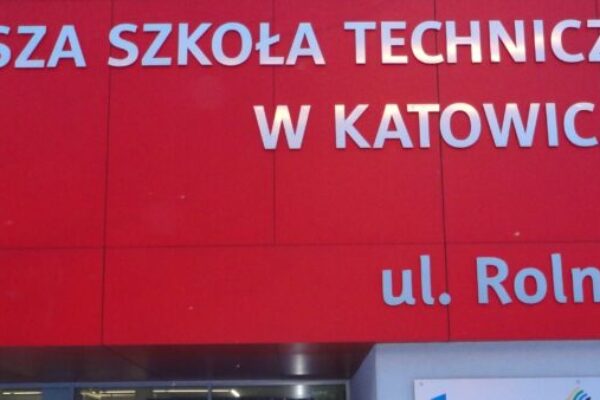 SZA SZKOŁA TECHNICZ
W KATOWIC
ul. Roln